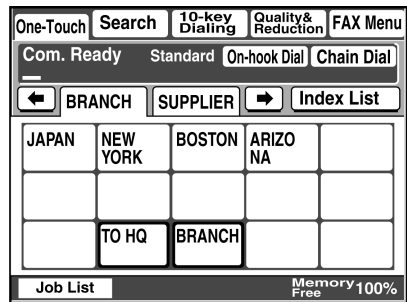 One-Touch Search 10-key Dialing Quality& Reduction FAX Menu
Com. Ready Standard On-hook Dial Chain Dial
BRANCH SUPPLIER Index List
JAPAN NEW YORK BOSTON ARIZO NA
TO HQ BRANCH
Job List Memory Free 100%